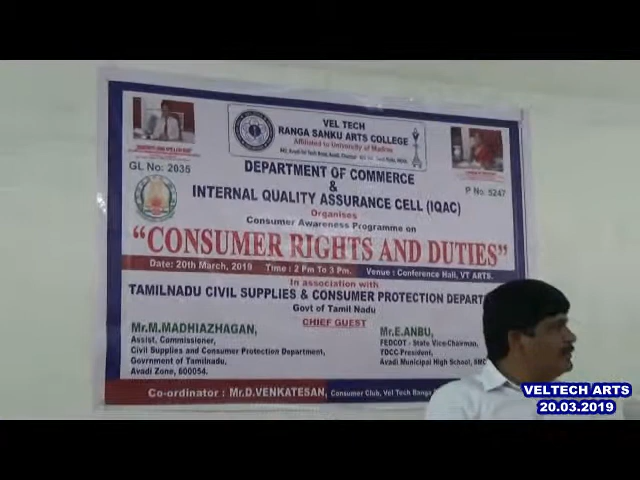 VEL TECH
RANGA SANKU ARTS COLLEGE
Affiliated to University of Madras
GL No: 2035
P No: 5247
DEPARTMENT OF COMMERCE
&
INTERNAL QUALITY ASSURANCE CELL (IQAC)
Organises
Consumer Awareness Programme on
"CONSUMER RIGHTS AND DUTIES"
Date: 20th March, 2019 Time : 2 Pm To 3 Pm. Venue : Conference Hall, VT ARTS.
In association with
TAMILNADU CIVIL SUPPLIES & CONSUMER PROTECTION DEPART
Govt of Tamil Nadu
CHIEF GUEST
Mr.M.MADHIAZHAGAN,
Assist, Commissioner,
Civil Supplies and Consumer Protection Department,
Government of Tamilnadu,
Avadi Zone, 600054.
Mr.E.ANBU,
FEDCOT - State Vice-Chairman,
TDCC-President,
Avadi Municipal High School,
Co-ordinator : Mr.D.VENKATESAN, Consumer Club, Vel Tech Ranga
VELTECH ARTS
20.03.2019